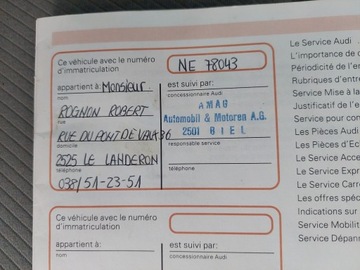 Ce véhicule avec le numéro
d'immatriculation
NE 78043
appartient à: Monsieur
nom
est suivi par:
concessionnaire Audi
ROGNON ROBERT
rue
AMAG
Automobil & Motoren A.G.
2501 BIEL
RUE DU PONT DE VAUX 36
domicile
responsable service
2525 LE LANDERON
téléphone
téléphone
038/51-23-51
Ce véhicule avec le numéro
d'immatriculation
appartient à:
nom
est suivi par:
concessionnaire Audi
Le Service Audi
L'importance de
Périodicité de l'e
Rubriques d'entre
Service Mise à la
Justificatif de l'e
Service pour con
Les Pièces Audi
Les Pièces d'Ec
Le Service Acce
Le Service Expr
Le Service Carr
Les offres spéc
Indications sur
Service Mobilit
Service Dépan